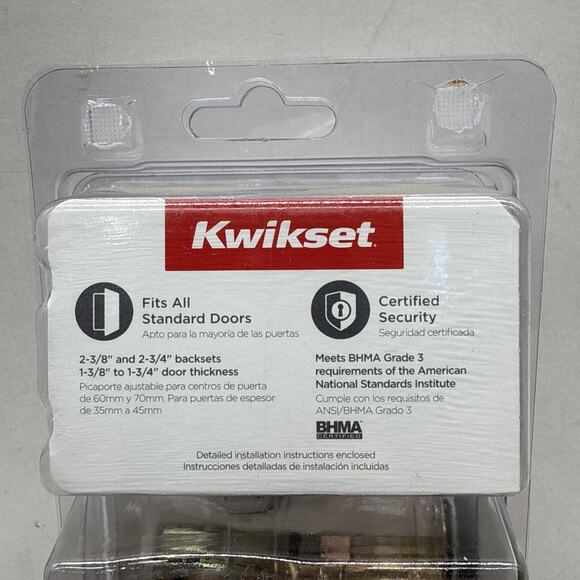 Kwikset
Fits All
Standard Doors
Apto para la mayoría de las puertas
2-3/8" and 2-3/4" backsets
1-3/8" to 1-3/4" door thickness
Picaporte ajustable para centros de puerta
de 60mm y 70mm. Para puertas de espesor
de 35mm a 45mm
Certified
Security
Seguridad certificada
Meets BHMA Grade 3
requirements of the American
National Standards Institute
Cumple con los requisitos de
ANSI/BHMA Grado 3
BHMA
CERTIFIED
Detailed installation instructions enclosed
Instrucciones detalladas de instalación incluidas